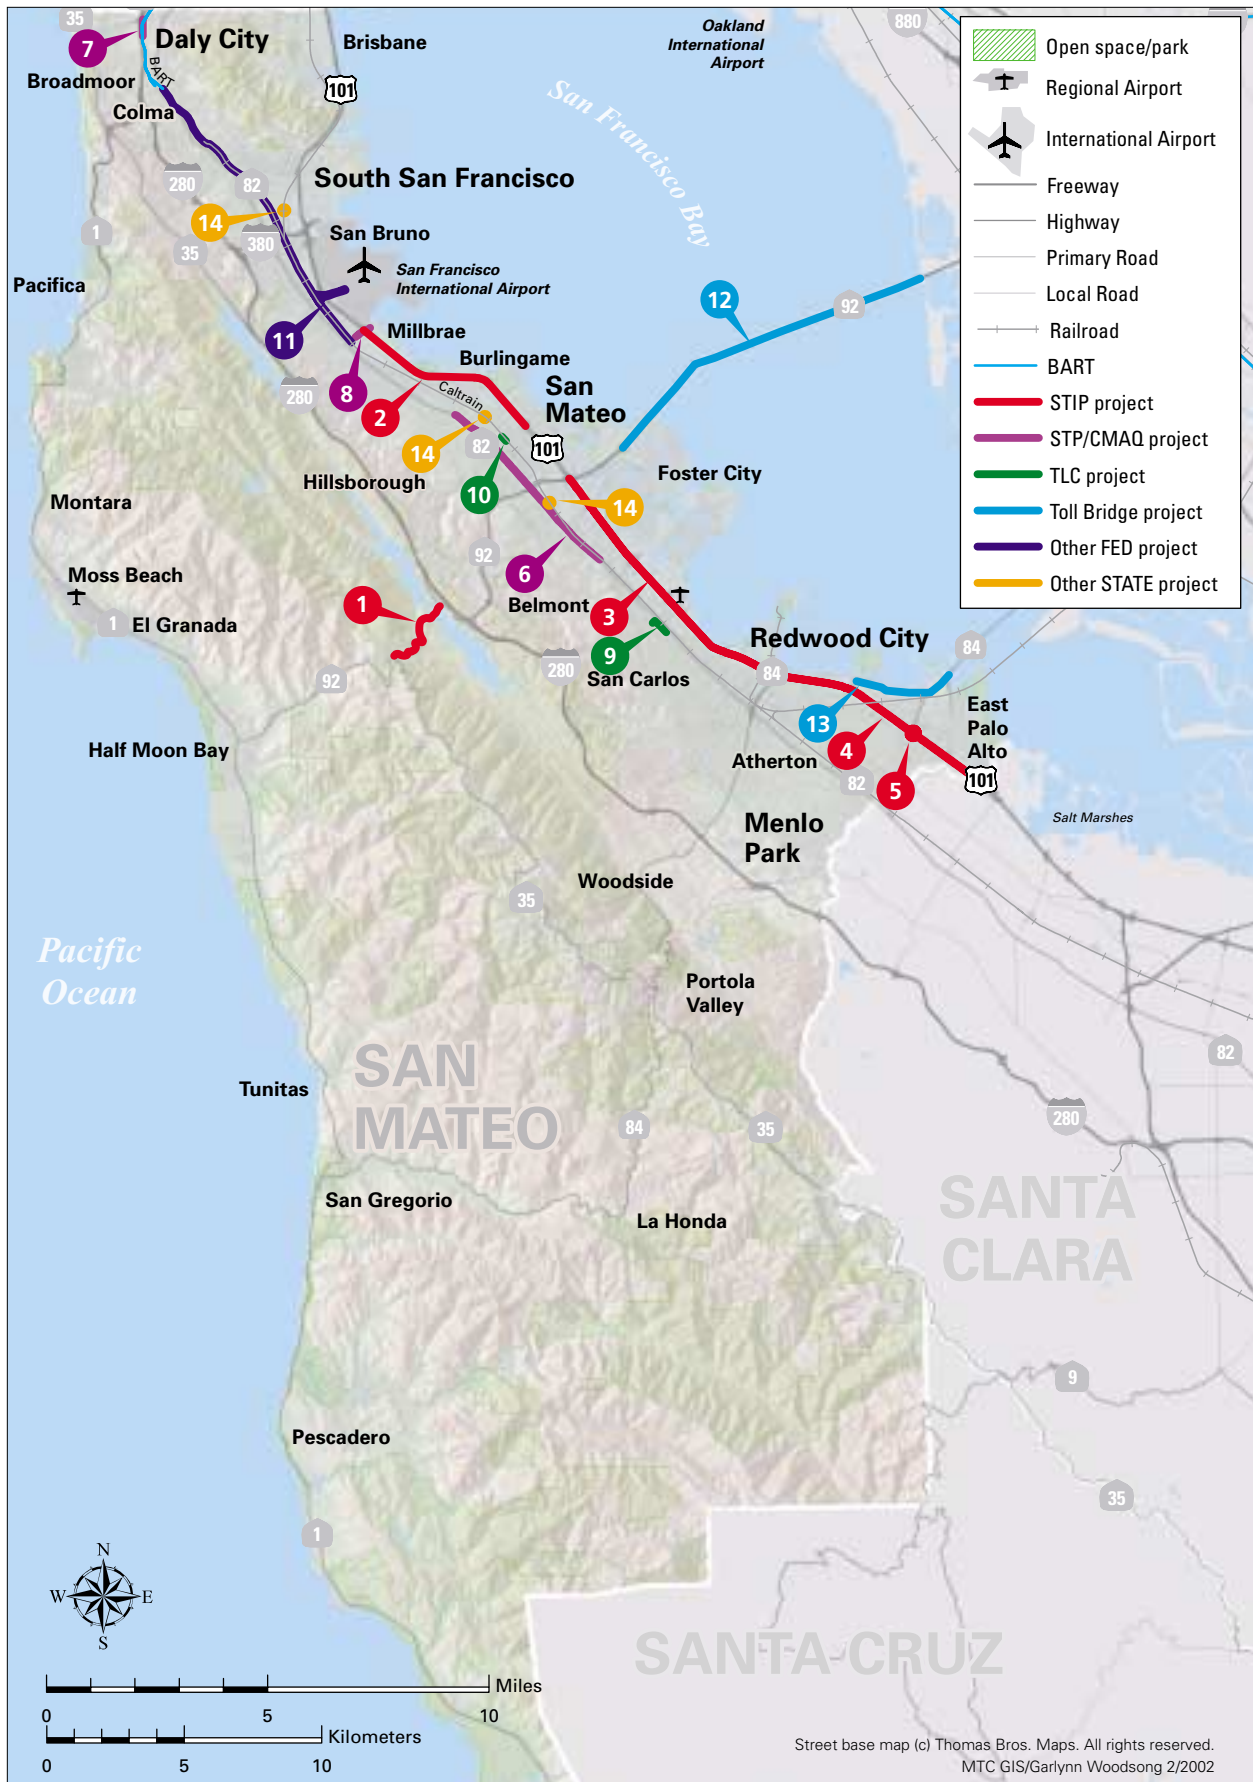 35
7
Daly City
Brisbane
Oakland
International
Airport
880
Broadmoor
BART
Colma
101
San Francisco Bay
280
82
South San Francisco
14
1
35
380
San Bruno
San Francisco
International Airport
Pacifica
11
Millbrae
12
92
8
280
2
Burlingame
Caltrain
San
Mateo
14
82
101
Hillsborough
10
Foster City
14
Montara
92
6
Belmont
Moss Beach
1
El Granada
1
3
9
San Carlos
280
92
Redwood City
84
84
13
4
5
East
Palo
Alto
101
Half Moon Bay
Atherton
82
Menlo
Park
Salt Marshes
Woodside
35
Pacific
Ocean
Portola
Valley
SAN
MATEO
82
Tunitas
280
84
35
San Gregorio
La Honda
SANTA
CLARA
9
Pescadero
35
1
SANTA CRUZ
N
W
E
S
Miles
0
5
10
Kilometers
0
5
10
Open space/park
Regional Airport
International Airport
Freeway
Highway
Primary Road
Local Road
Railroad
BART
STIP project
STP/CMAQ project
TLC project
Toll Bridge project
Other FED project
Other STATE project
Street base map (c) Thomas Bros. Maps. All rights reserved.
MTC GIS/Garlynn Woodsong 2/2002